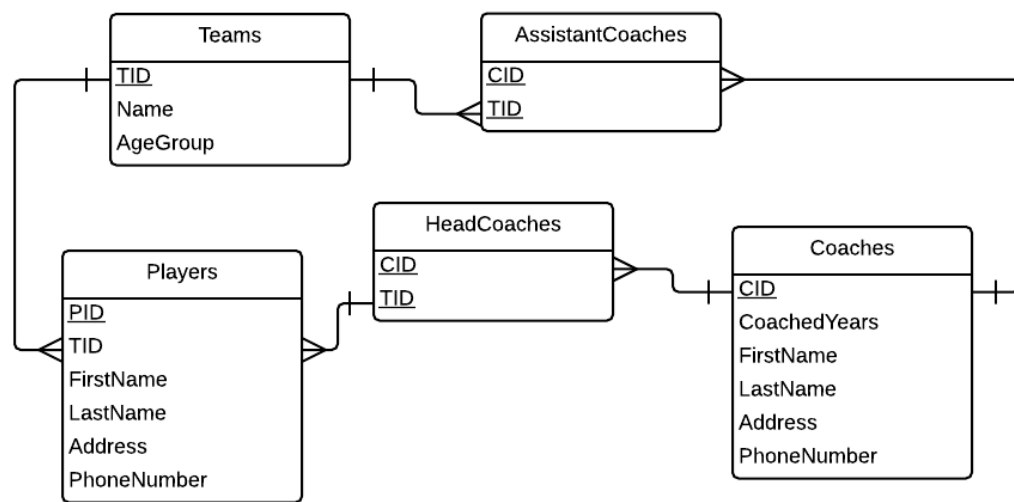 Teams
TID
Name
AgeGroup
AssistantCoaches
CID
TID
HeadCoaches
CID
TID
Players
PID
TID
FirstName
LastName
Address
PhoneNumber
Coaches
CID
CoachedYears
FirstName
LastName
Address
PhoneNumber